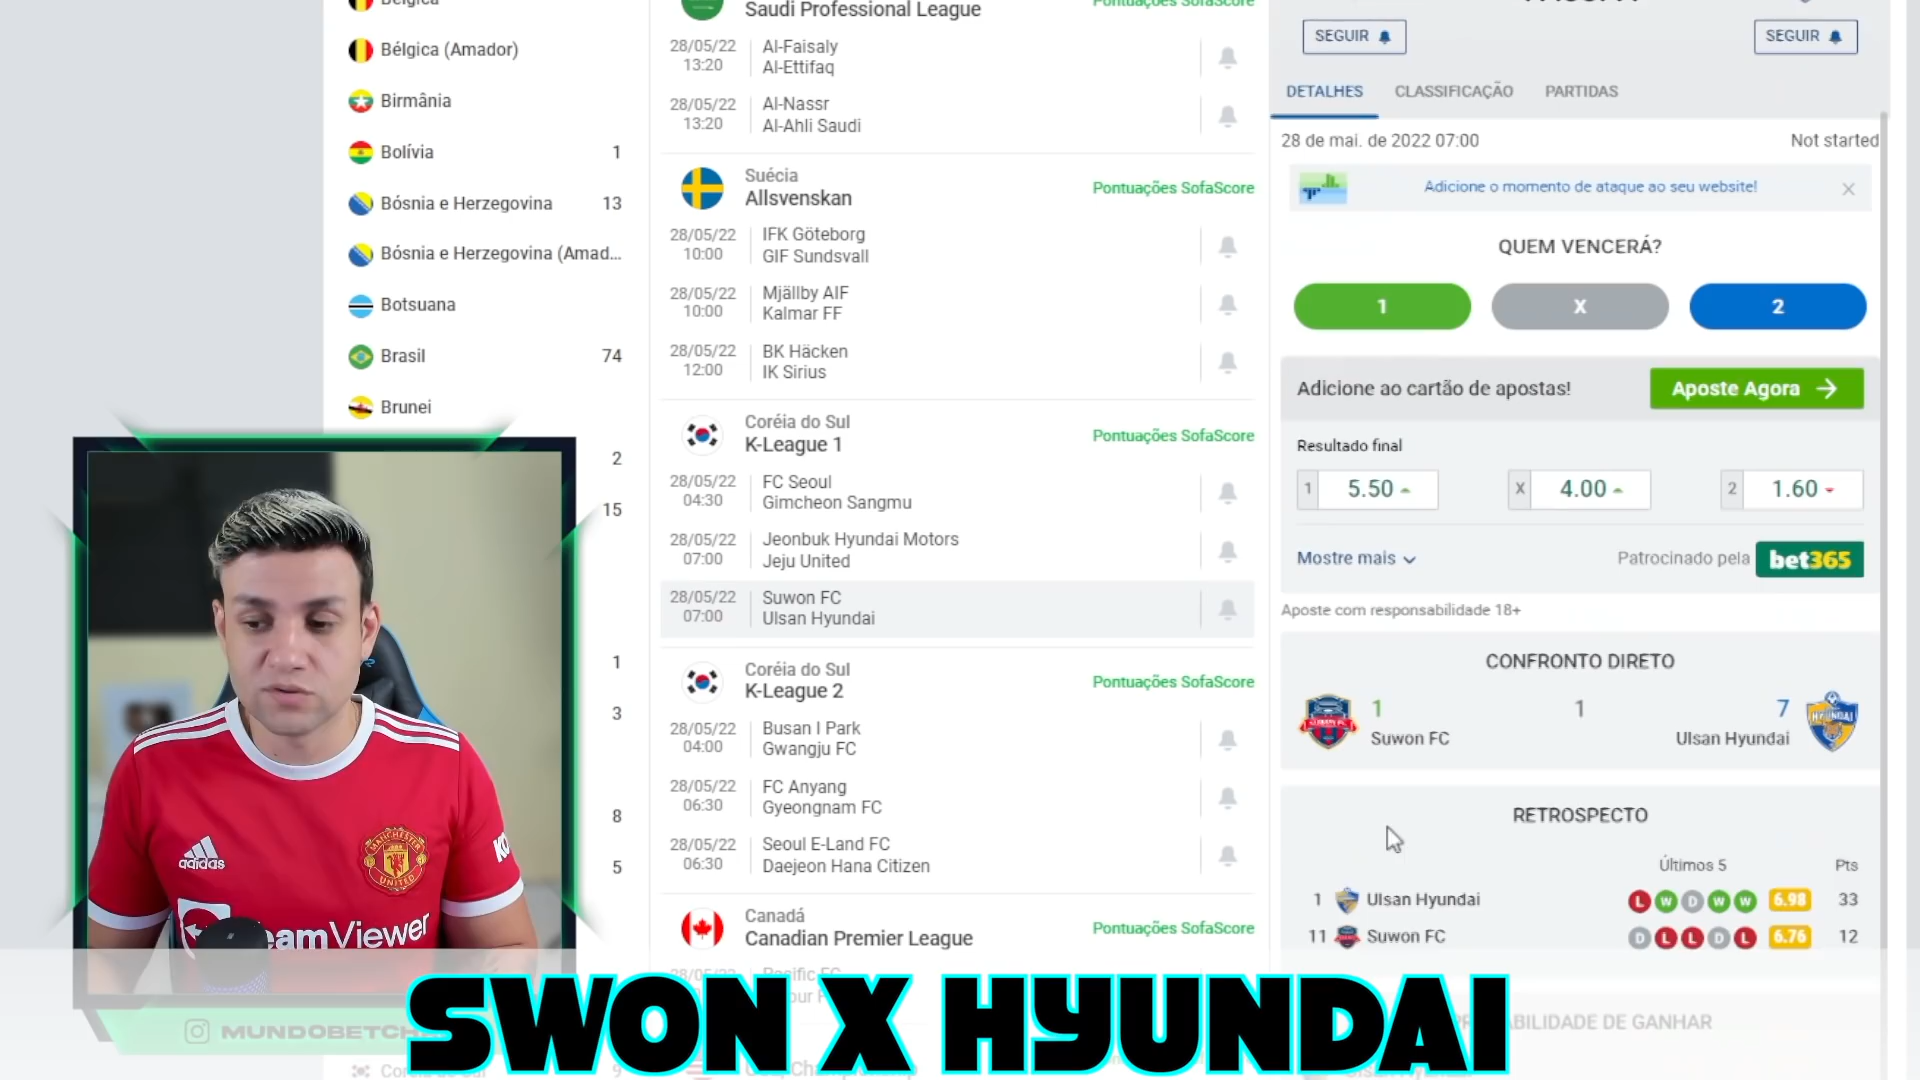 Bélgica
Bélgica (Amador)
Birmânia
Bolívia 1
Bósnia e Herzegovina 13
Bósnia e Herzegovina (Amad...
Botsuana
Brasil 74
Brunei
2
15
1
3
8
5
Saudi Professional League
Pontuações SofaScore
28/05/22 Al-Faisaly
13:20 Al-Ettifaq
28/05/22 Al-Nassr
13:20 Al-Ahli Saudi
Suécia
Allsvenskan
Pontuações SofaScore
28/05/22 IFK Göteborg
10:00 GIF Sundsvall
28/05/22 Mjällby AIF
10:00 Kalmar FF
28/05/22 BK Häcken
12:00 IK Sirius
Coréia do Sul
K-League 1
Pontuações SofaScore
28/05/22 FC Seoul
04:30 Gimcheon Sangmu
28/05/22 Jeonbuk Hyundai Motors
07:00 Jeju United
28/05/22 Suwon FC
07:00 Ulsan Hyundai
Coréia do Sul
K-League 2
Pontuações SofaScore
28/05/22 Busan I Park
04:00 Gwangju FC
28/05/22 FC Anyang
06:30 Gyeongnam FC
28/05/22 Seoul E-Land FC
06:30 Daejeon Hana Citizen
Canadá
Canadian Premier League
Pontuações SofaScore
SEGUIR SEGUIR
DETALHES CLASSIFICAÇÃO PARTIDAS
28 de mai. de 2022 07:00 Not started
Adicione o momento de ataque ao seu website!
QUEM VENCERÁ?
1 X 2
Adicione ao cartão de apostas! Aposte Agora
Resultado final
1 5.50 X 4.00 2 1.60
Mostre mais Patrocinado pela bet365
Aposte com responsabilidade 18+
CONFRONTO DIRETO
1 1 7
Suwon FC Ulsan Hyundai
RETROSPECTO
Últimos 5 Pts
1 Ulsan Hyundai L W D W W 6.98 33
11 Suwon FC D L L D L 6.76 12
ABILIDADE DE GANHAR
adidas
MANCHESTER
UNITED
TeamViewer
KO
MUNDOBETCH
SWON X HYUNDAI